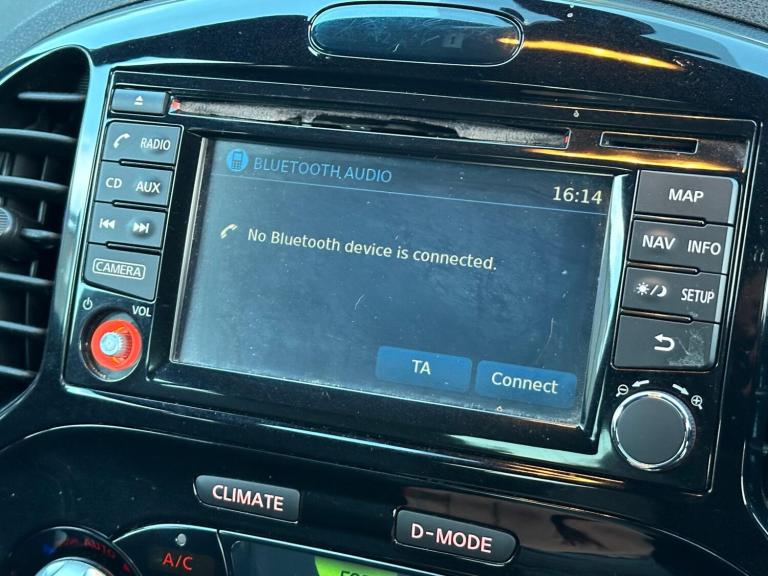 RADIO
CD AUX
CAMERA
VOL
BLUETOOTH AUDIO
16:14
No Bluetooth device is connected.
TA
Connect
MAP
NAV INFO
SETUP
CLIMATE
D-MODE
AUTO
A/C